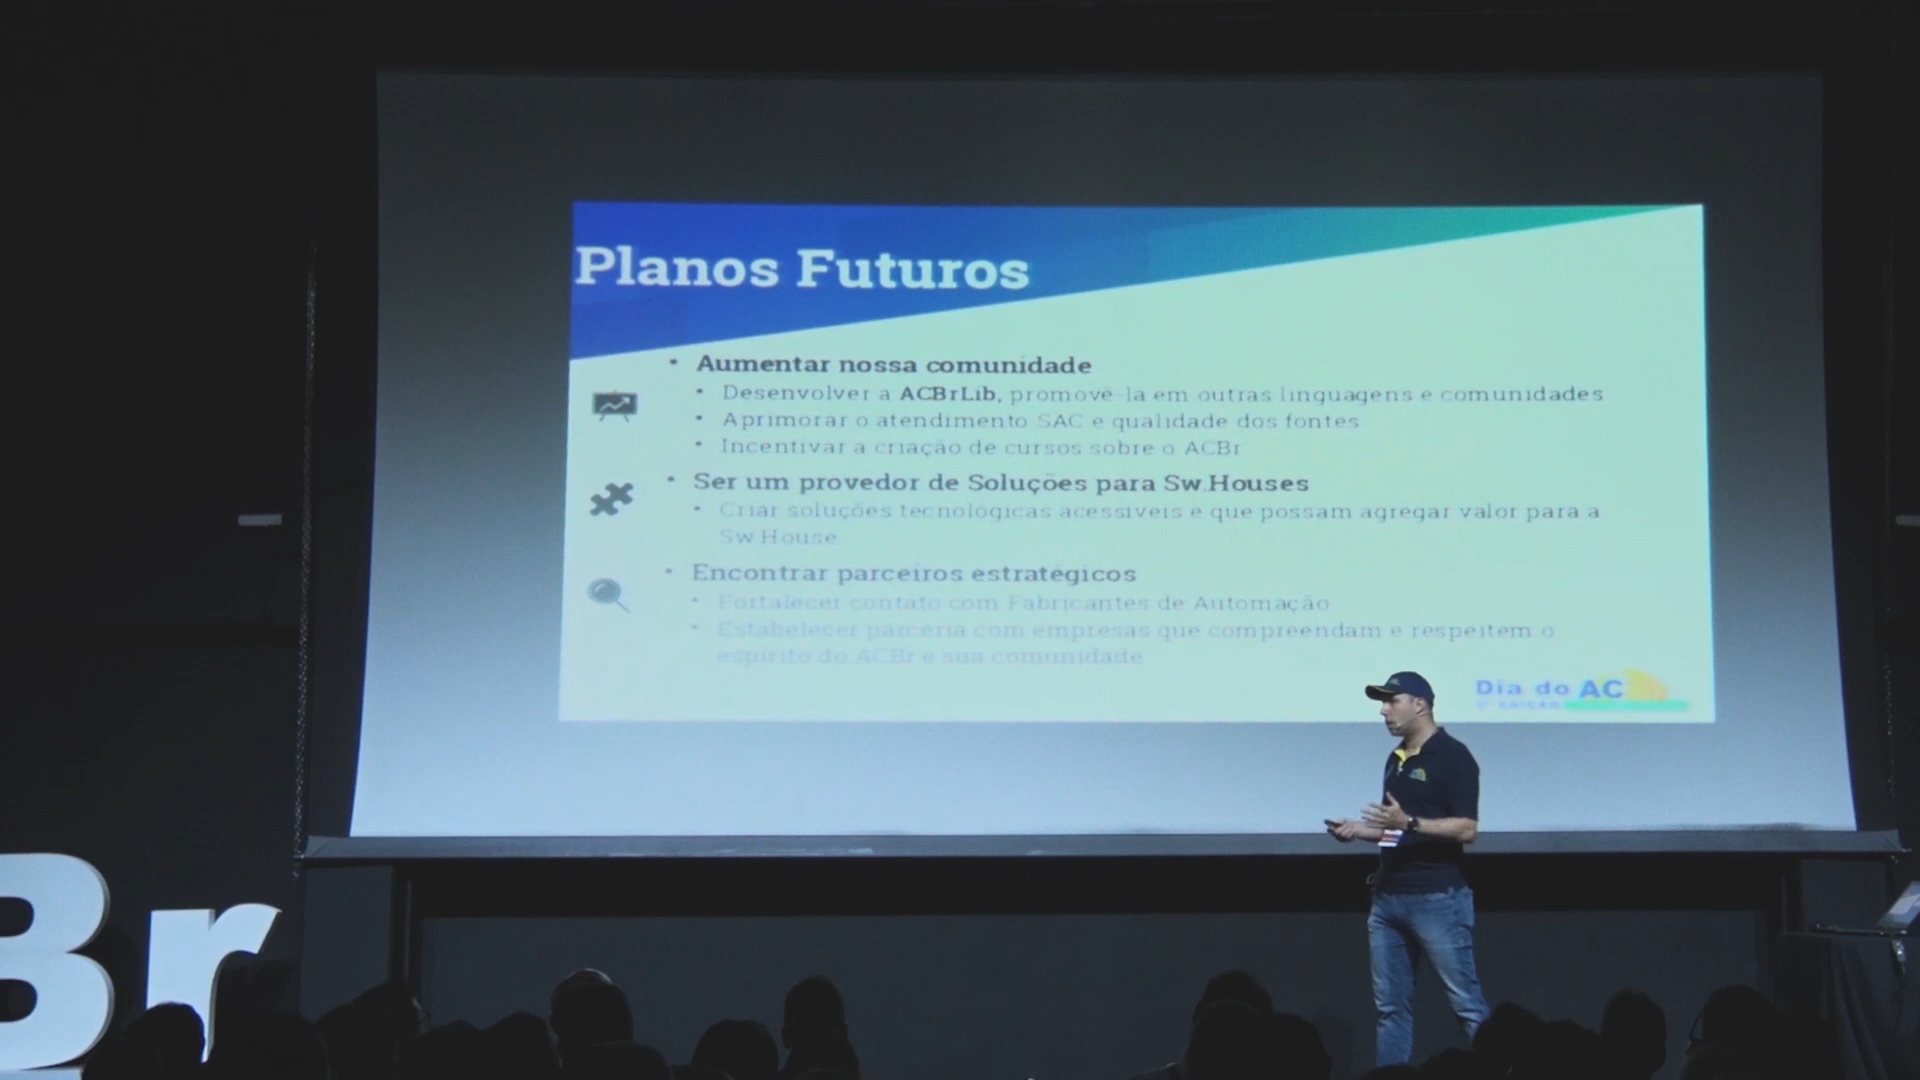 Planos Futuros
• Aumentar nossa comunidade
• Desenvolver a ACBrLib, promovê-la em outras linguagens e comunidades
• Aprimorar o atendimento SAC e qualidade dos fontes
• Incentivar a criação de cursos sobre o ACBr
• Ser um provedor de Soluções para Sw.Houses
• Criar soluções tecnológicas acessíveis e que possam agregar valor para a
Sw.House
• Encontrar parceiros estratégicos
• Fortalecer contato com Fabricantes de Automação
• Estabelecer parceria com empresas que compreendam e respeitem o
espírito do ACBr e sua comunidade
Dia do AC
EDIÇÃO
Br